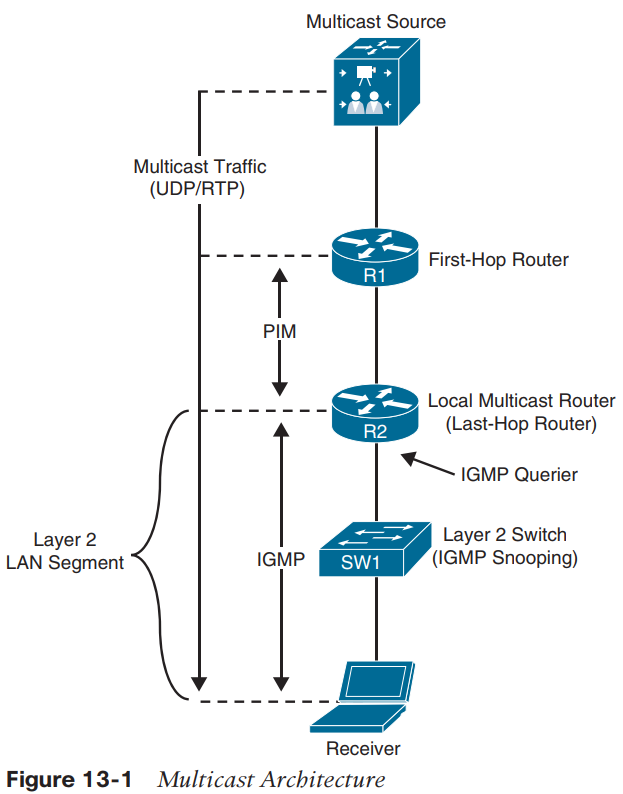 Multicast Source
Multicast Traffic
(UDP/RTP)
First-Hop Router
R1
PIM
Local Multicast Router
(Last-Hop Router)
R2
IGMP Querier
Layer 2
LAN Segment
IGMP
SW1
Layer 2 Switch
(IGMP Snooping)
Receiver
Figure 13-1 Multicast Architecture